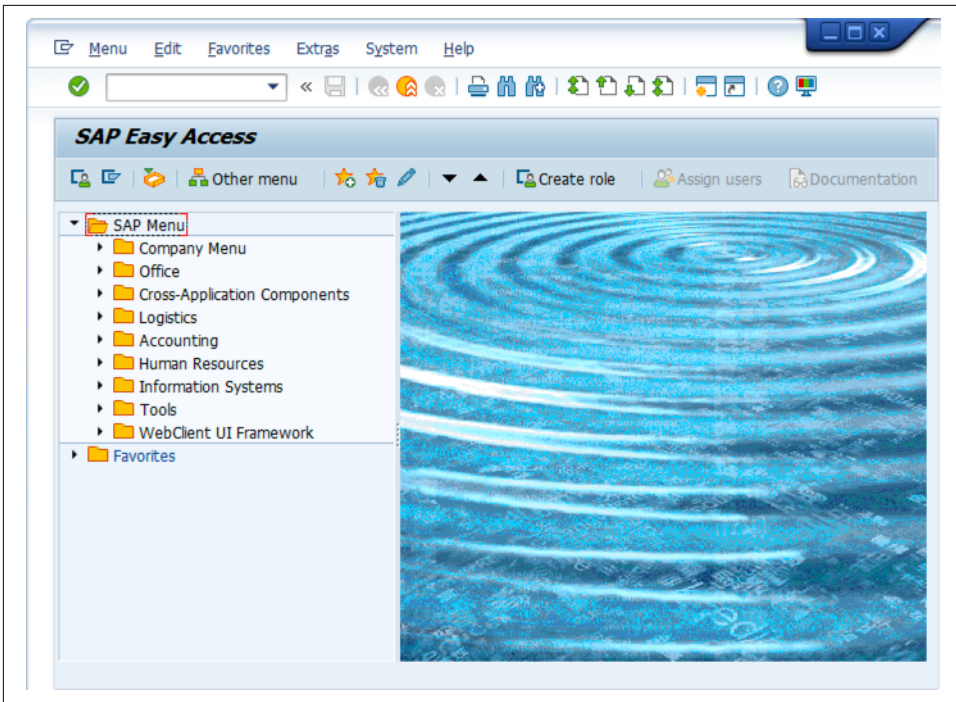 Menu Edit Favorites Extras System Help
SAP Easy Access
Other menu Create role Assign users Documentation
SAP Menu
Company Menu
Office
Cross-Application Components
Logistics
Accounting
Human Resources
Information Systems
Tools
WebClient UI Framework
Favorites